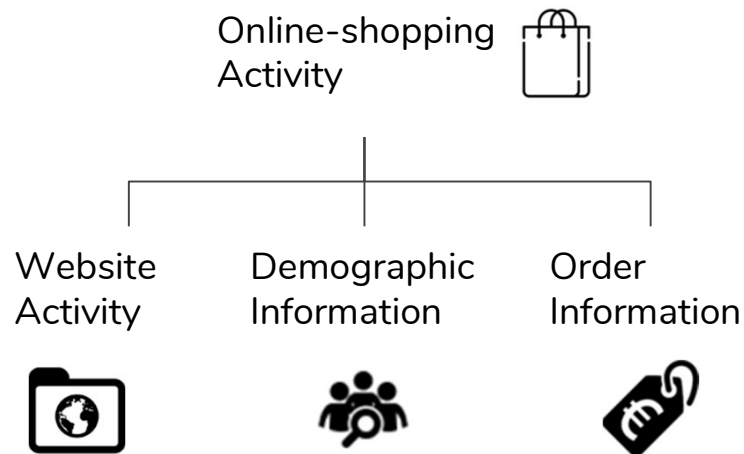 Online-shopping
Activity
Website
Activity
Demographic
Information
Order
Information
€